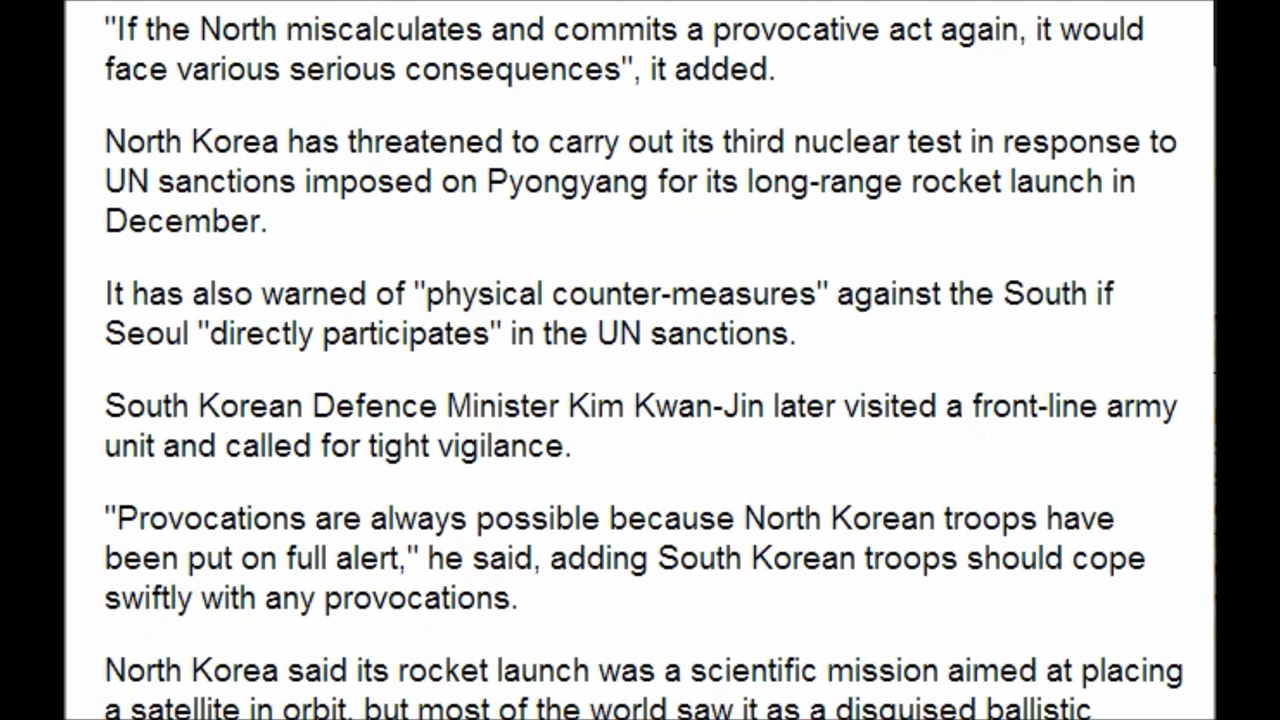 "If the North miscalculates and commits a provocative act again, it would
face various serious consequences", it added.
North Korea has threatened to carry out its third nuclear test in response to
UN sanctions imposed on Pyongyang for its long-range rocket launch in
December.
It has also warned of "physical counter-measures" against the South if
Seoul "directly participates" in the UN sanctions.
South Korean Defence Minister Kim Kwan-Jin later visited a front-line army
unit and called for tight vigilance.
"Provocations are always possible because North Korean troops have
been put on full alert," he said, adding South Korean troops should cope
swiftly with any provocations.
North Korea said its rocket launch was a scientific mission aimed at placing
a satellite in orbit, but most of the world saw it as a disguised ballistic